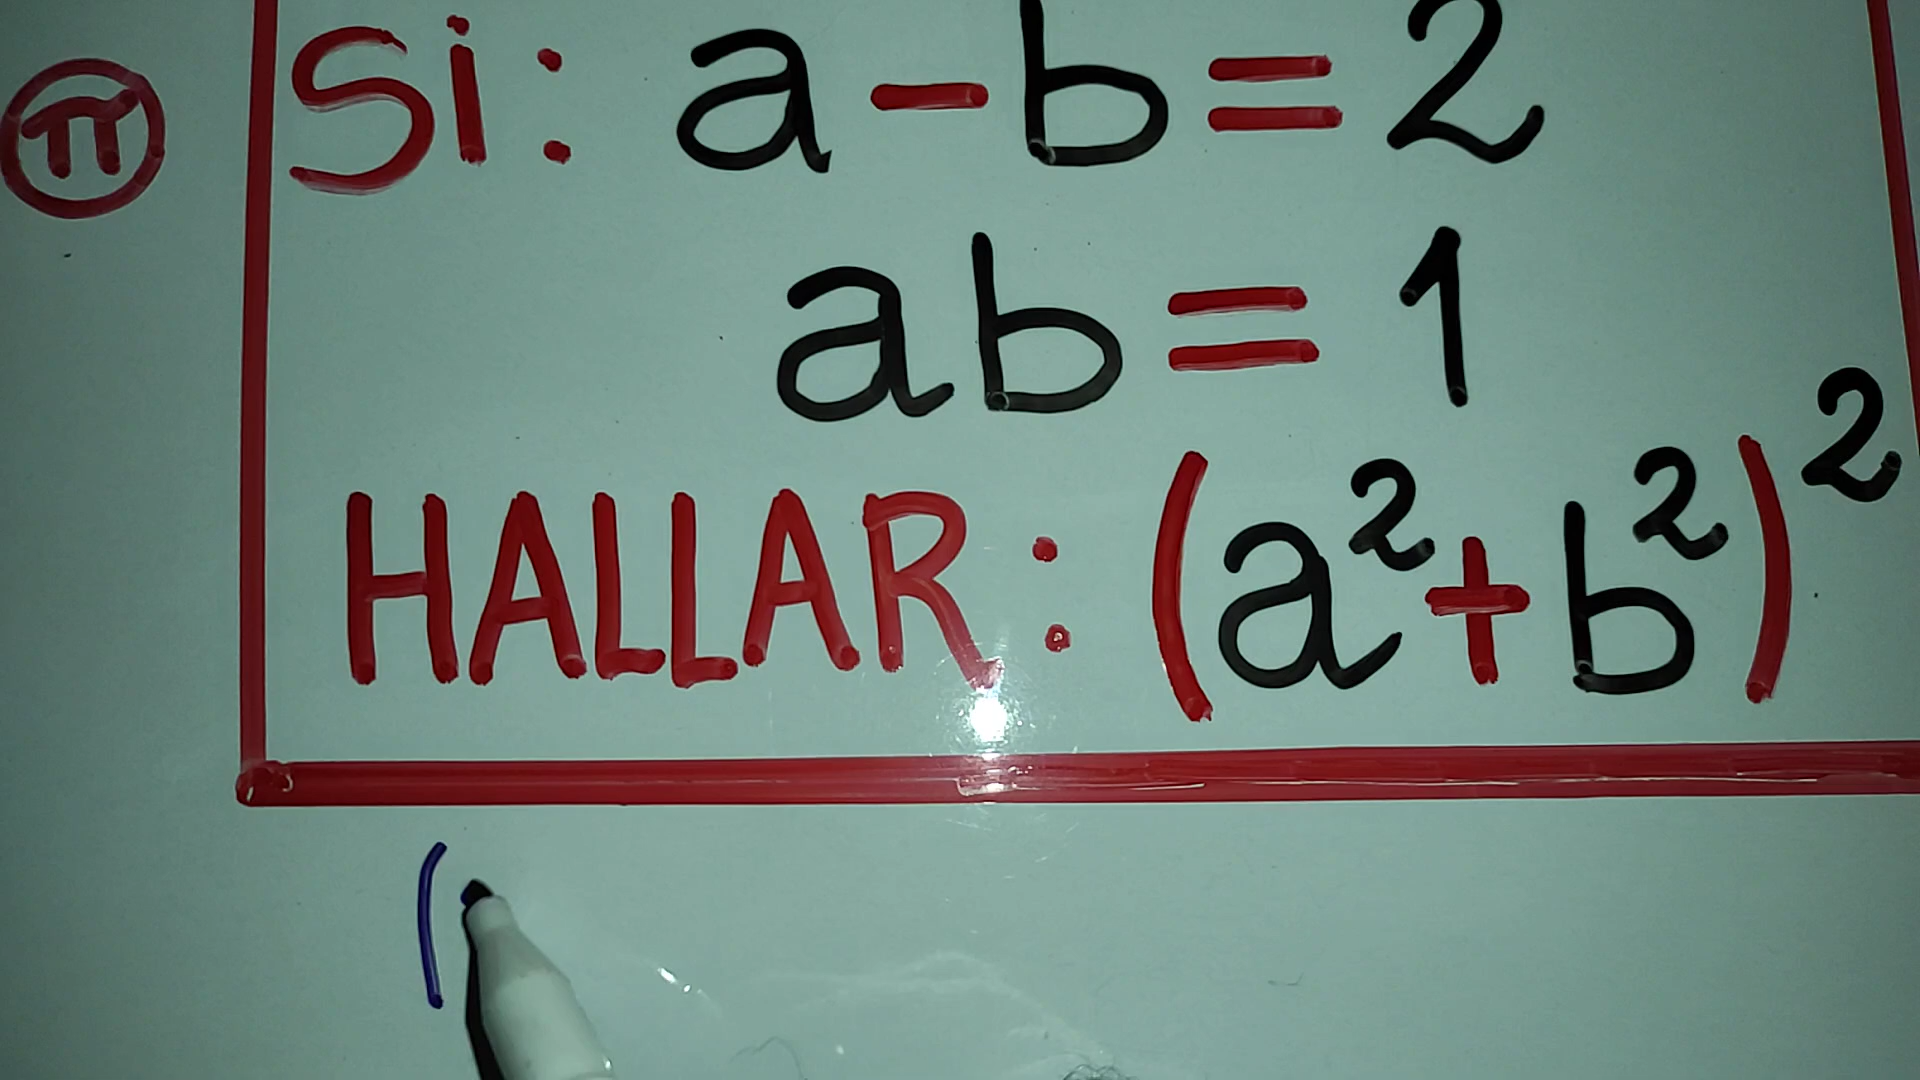 π Si: a-b=2
ab=1
HALLAR: (a²+b²)²
(